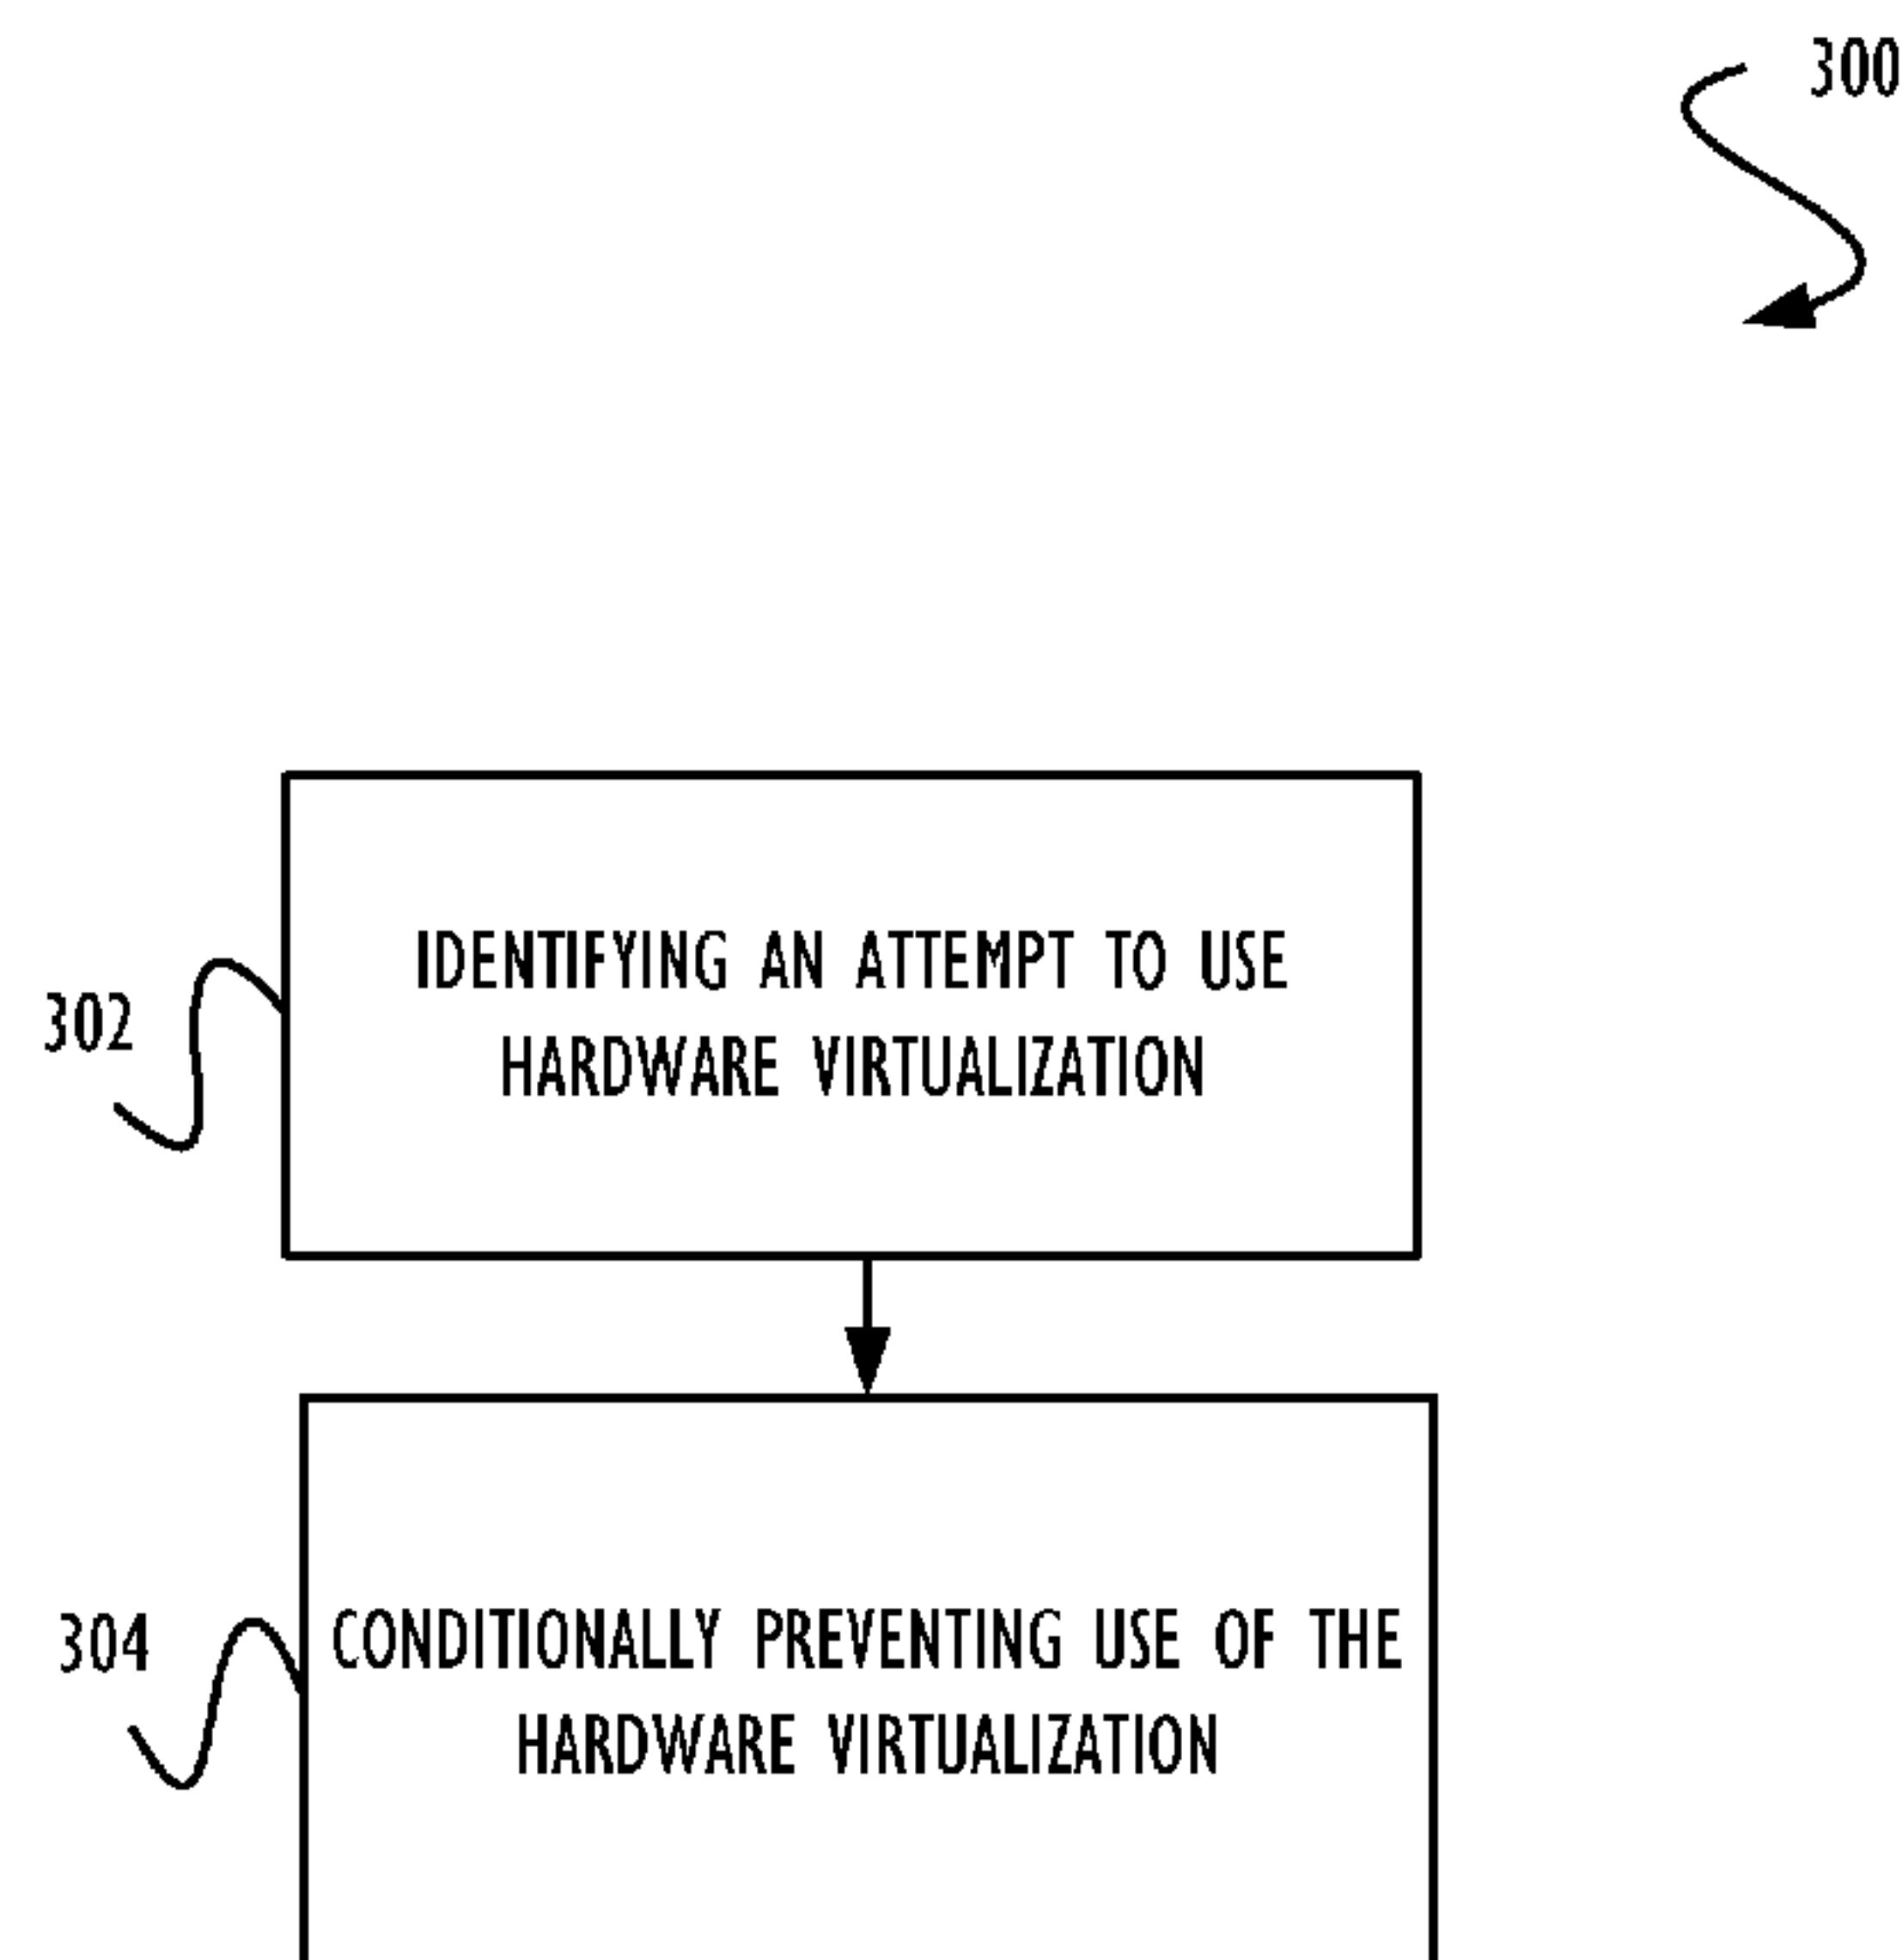 300
302
IDENTIFYING AN ATTEMPT TO USE
HARDWARE VIRTUALIZATION
304
CONDITIONALLY PREVENTING USE OF THE
HARDWARE VIRTUALIZATION